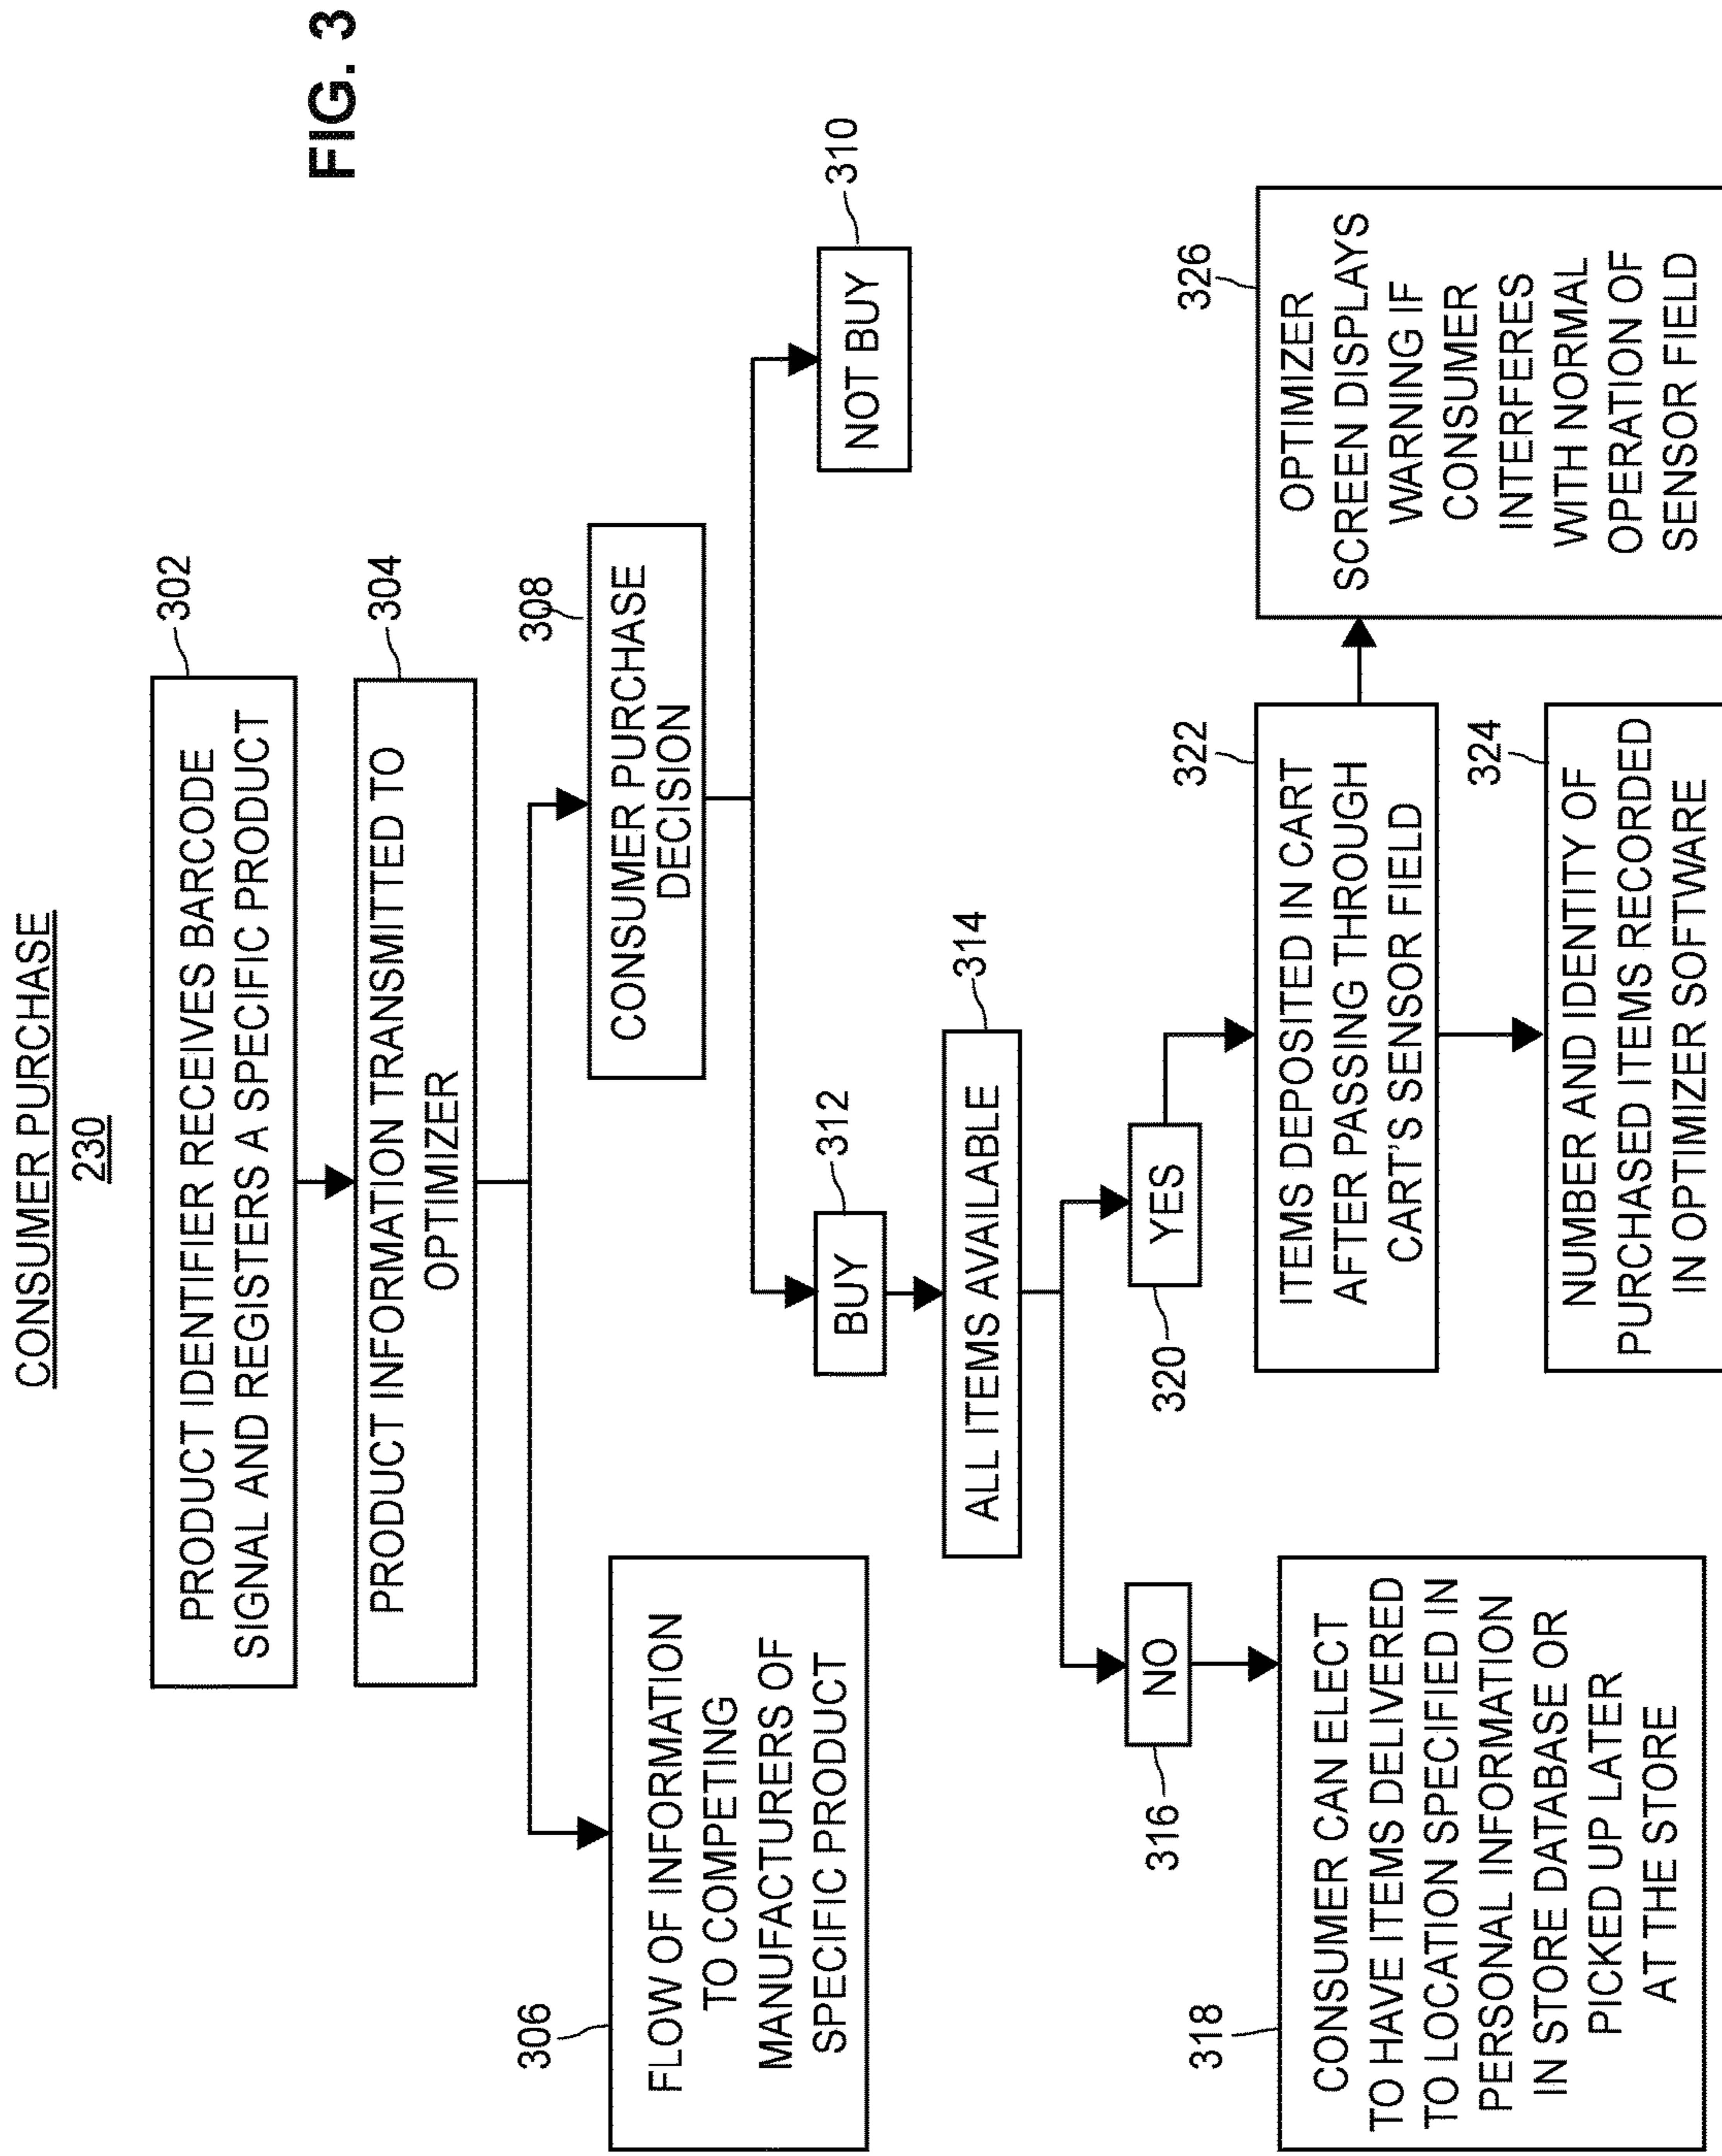 CONSUMER PURCHASE
230
FIG. 3
302
PRODUCT IDENTIFIER RECEIVES BARCODE
SIGNAL AND REGISTERS A SPECIFIC PRODUCT
304
PRODUCT INFORMATION TRANSMITTED TO
OPTIMIZER
306
FLOW OF INFORMATION
TO COMPETING
MANUFACTURERS OF
SPECIFIC PRODUCT
308
CONSUMER PURCHASE
DECISION
312
BUY
310
NOT BUY
314
ALL ITEMS AVAILABLE
316
NO
320
YES
318
CONSUMER CAN ELECT
TO HAVE ITEMS DELIVERED
TO LOCATION SPECIFIED IN
PERSONAL INFORMATION
IN STORE DATABASE OR
PICKED UP LATER
AT THE STORE
322
ITEMS DEPOSITED IN CART
AFTER PASSING THROUGH
CART'S SENSOR FIELD
326
OPTIMIZER
SCREEN DISPLAYS
WARNING IF
CONSUMER
INTERFERES
WITH NORMAL
OPERATION OF
SENSOR FIELD
324
NUMBER AND IDENTITY OF
PURCHASED ITEMS RECORDED
IN OPTIMIZER SOFTWARE